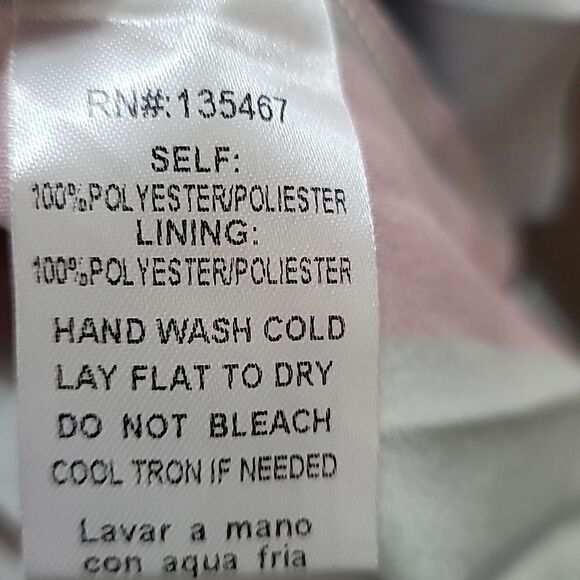 RN#:135467
SELF:
100%POLYESTER/POLIESTER
LINING:
100%POLYESTER/POLIESTER
HAND WASH COLD
LAY FLAT TO DRY
DO NOT BLEACH
COOL TRON IF NEEDED
Lavar a mano
con aqua fria